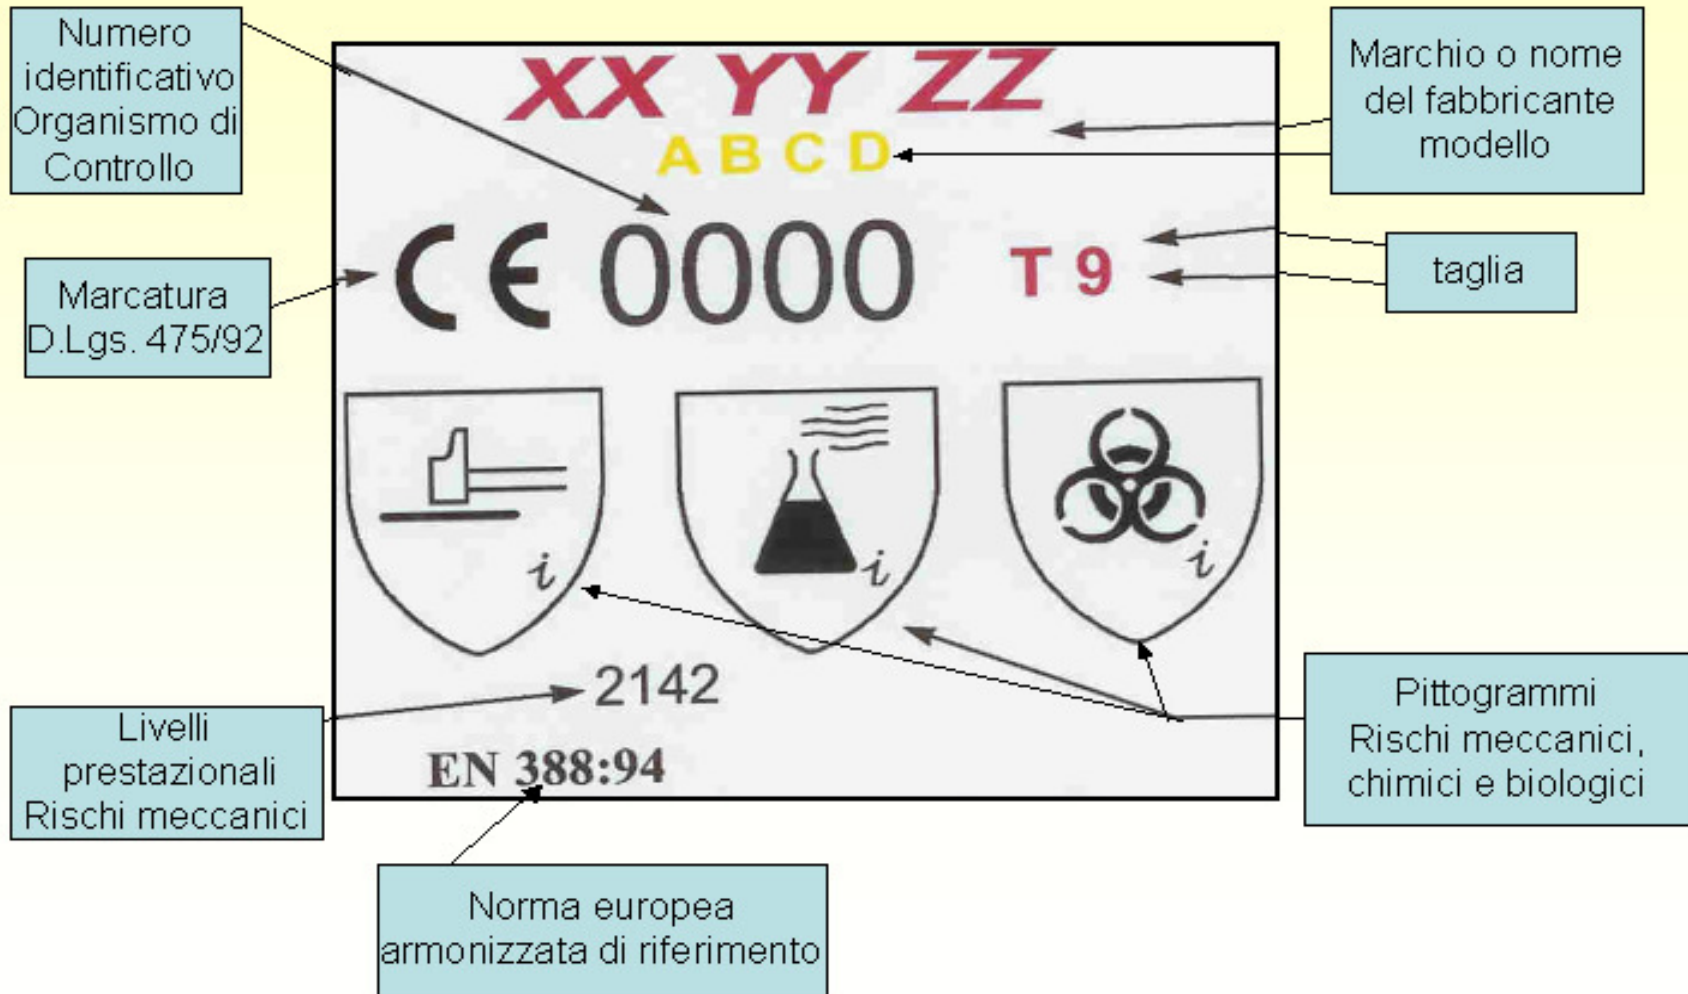 Numero
identificativo
Organismo di
Controllo
XX YY ZZ
A B C D
Marchio o nome
del fabbricante
modello
Marcatura
D.Lgs. 475/92
CE 0000
T 9
taglia
i
i
i
2142
Livelli
prestazionali
Rischi meccanici
EN 388:94
Pittogrammi
Rischi meccanici,
chimici e biologici
Norma europea
armonizzata di riferimento